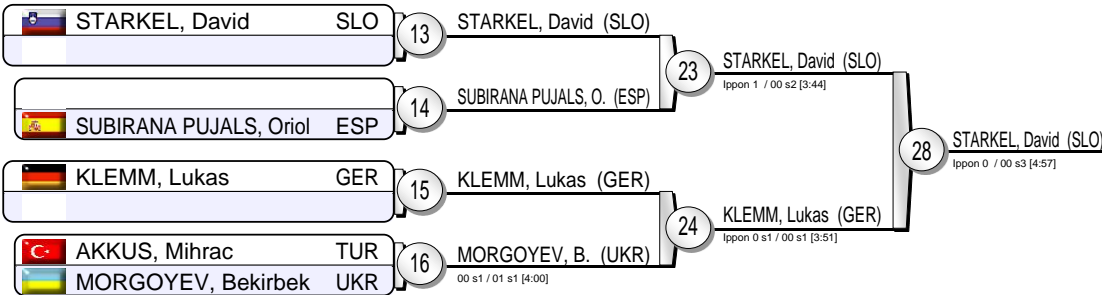 STARKEL, David SLO
13
STARKEL, David (SLO)
14
SUBIRANA PUJALS, Oriol ESP
SUBIRANA PUJALS, O. (ESP)
23
STARKEL, David (SLO)
Ippon 1 / 00 s2 [3:44]
KLEMM, Lukas GER
15
KLEMM, Lukas (GER)
AKKUS, Mihrac TUR
MORGOYEV, Bekirbek UKR
16
MORGOYEV, B. (UKR)
00 s1 / 01 s1 [4:00]
24
KLEMM, Lukas (GER)
Ippon 0 s1 / 00 s1 [3:51]
28
STARKEL, David (SLO)
Ippon 0 / 00 s3 [4:57]